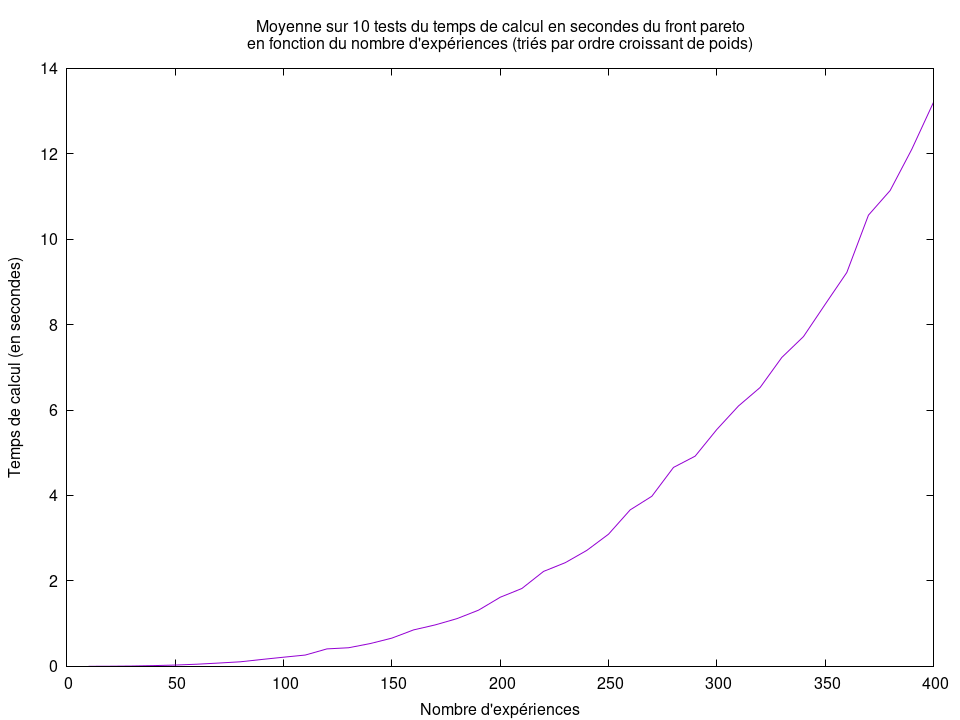 Moyenne sur 10 tests du temps de calcul en secondes du front pareto
en fonction du nombre d'expériences (triés par ordre croissant de poids)
14
12
10
8
6
4
2
0
Temps de calcul (en secondes)
0 50 100 150 200 250 300 350 400
Nombre d'expériences